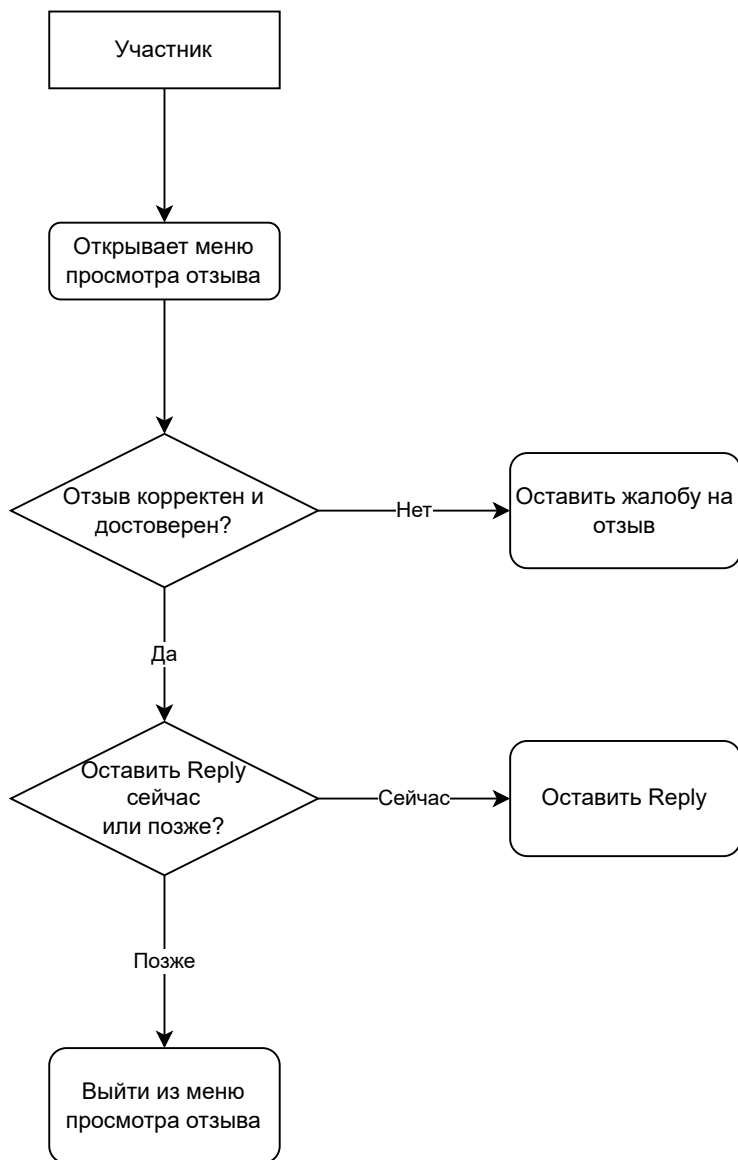 Участник
Открывает меню
просмотра отзыва
Отзыв корректен и
достоверен?
Нет
Оставить жалобу на
отзыв
Да
Оставить Reply
сейчас
или позже?
Сейчас
Оставить Reply
Позже
Выйти из меню
просмотра отзыва